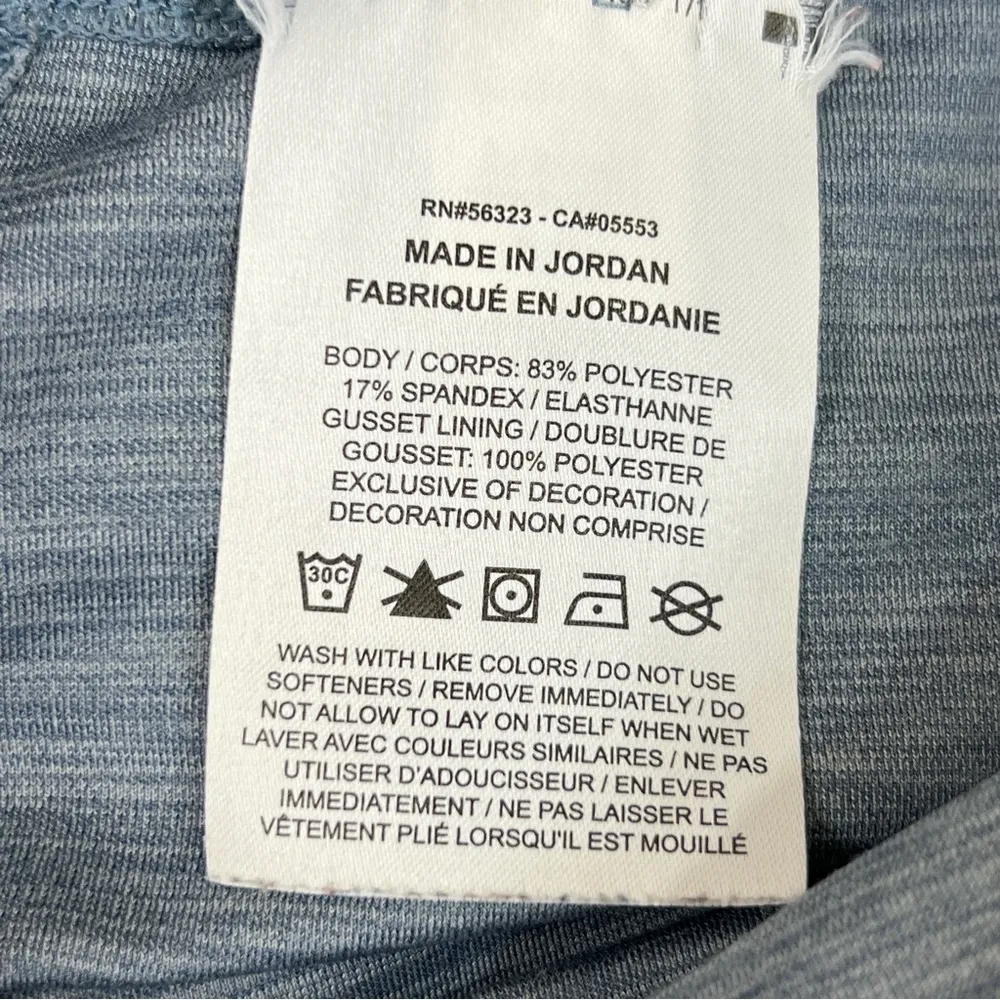 RN#56323 - CA#05553
MADE IN JORDAN
FABRIQUÉ EN JORDANIE
BODY / CORPS: 83% POLYESTER
17% SPANDEX / ELASTHANNE
GUSSET LINING / DOUBLURE DE
GOUSSET: 100% POLYESTER
EXCLUSIVE OF DECORATION /
DECORATION NON COMPRISE
30C
WASH WITH LIKE COLORS / DO NOT USE
SOFTENERS / REMOVE IMMEDIATELY / DO
NOT ALLOW TO LAY ON ITSELF WHEN WET
LAVER AVEC COULEURS SIMILAIRES / NE PAS
UTILISER D'ADOUCISSEUR / ENLEVER
IMMEDIATEMENT / NE PAS LAISSER LE
VÊTEMENT PLIÉ LORSQU'IL EST MOUILLÉ